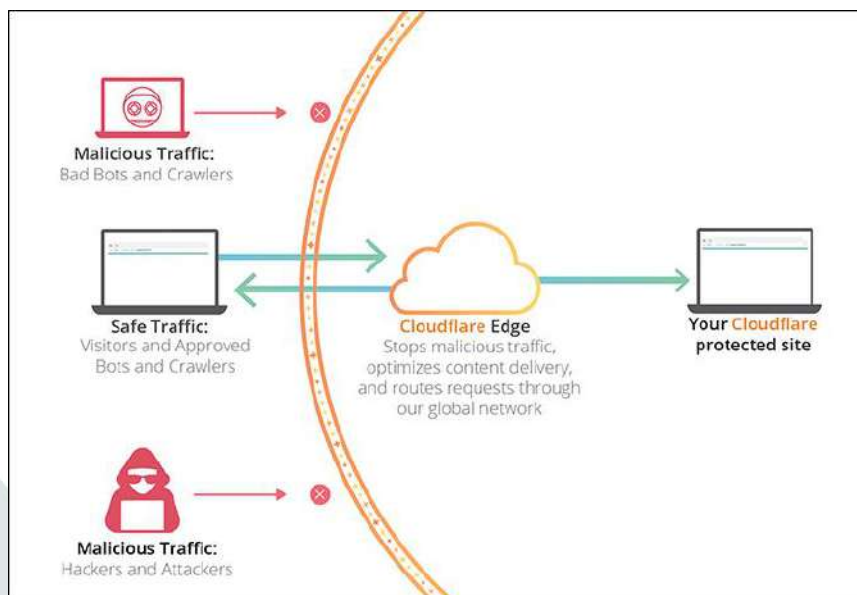 Malicious Traffic:
Bad Bots and Crawlers
Safe Traffic:
Visitors and Approved
Bots and Crawlers
Cloudflare Edge
Stops malicious traffic,
optimizes content delivery,
and routes requests through
our global network
Your Cloudflare
protected site
Malicious Traffic:
Hackers and Attackers